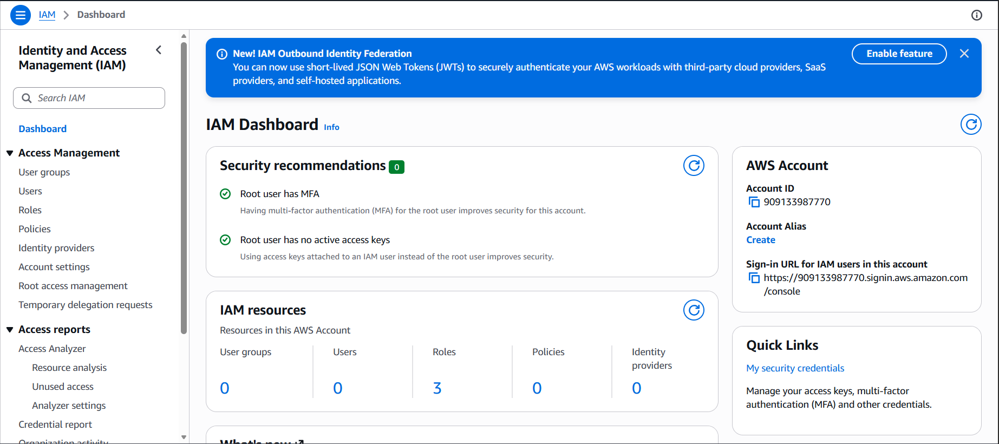 IAM > Dashboard
Identity and Access
Management (IAM)
Search IAM
Dashboard
Access Management
User groups
Users
Roles
Policies
Identity providers
Account settings
Root access management
Temporary delegation requests
Access reports
Access Analyzer
Resource analysis
Unused access
Analyzer settings
Credential report
Organization activity
New! IAM Outbound Identity Federation
You can now use short-lived JSON Web Tokens (JWTs) to securely authenticate your AWS workloads with third-party cloud providers, SaaS
providers, and self-hosted applications.
Enable feature
IAM Dashboard Info
Security recommendations 0
Root user has MFA
Having multi-factor authentication (MFA) for the root user improves security for this account.
Root user has no active access keys
Using access keys attached to an IAM user instead of the root user improves security.
IAM resources
Resources in this AWS Account
User groups
0
Users
0
Roles
3
Policies
0
Identity
providers
0
What's new
AWS Account
Account ID
909133987770
Account Alias
Create
Sign-in URL for IAM users in this account
https://909133987770.signin.aws.amazon.com
/console
Quick Links
My security credentials
Manage your access keys, multi-factor
authentication (MFA) and other credentials.